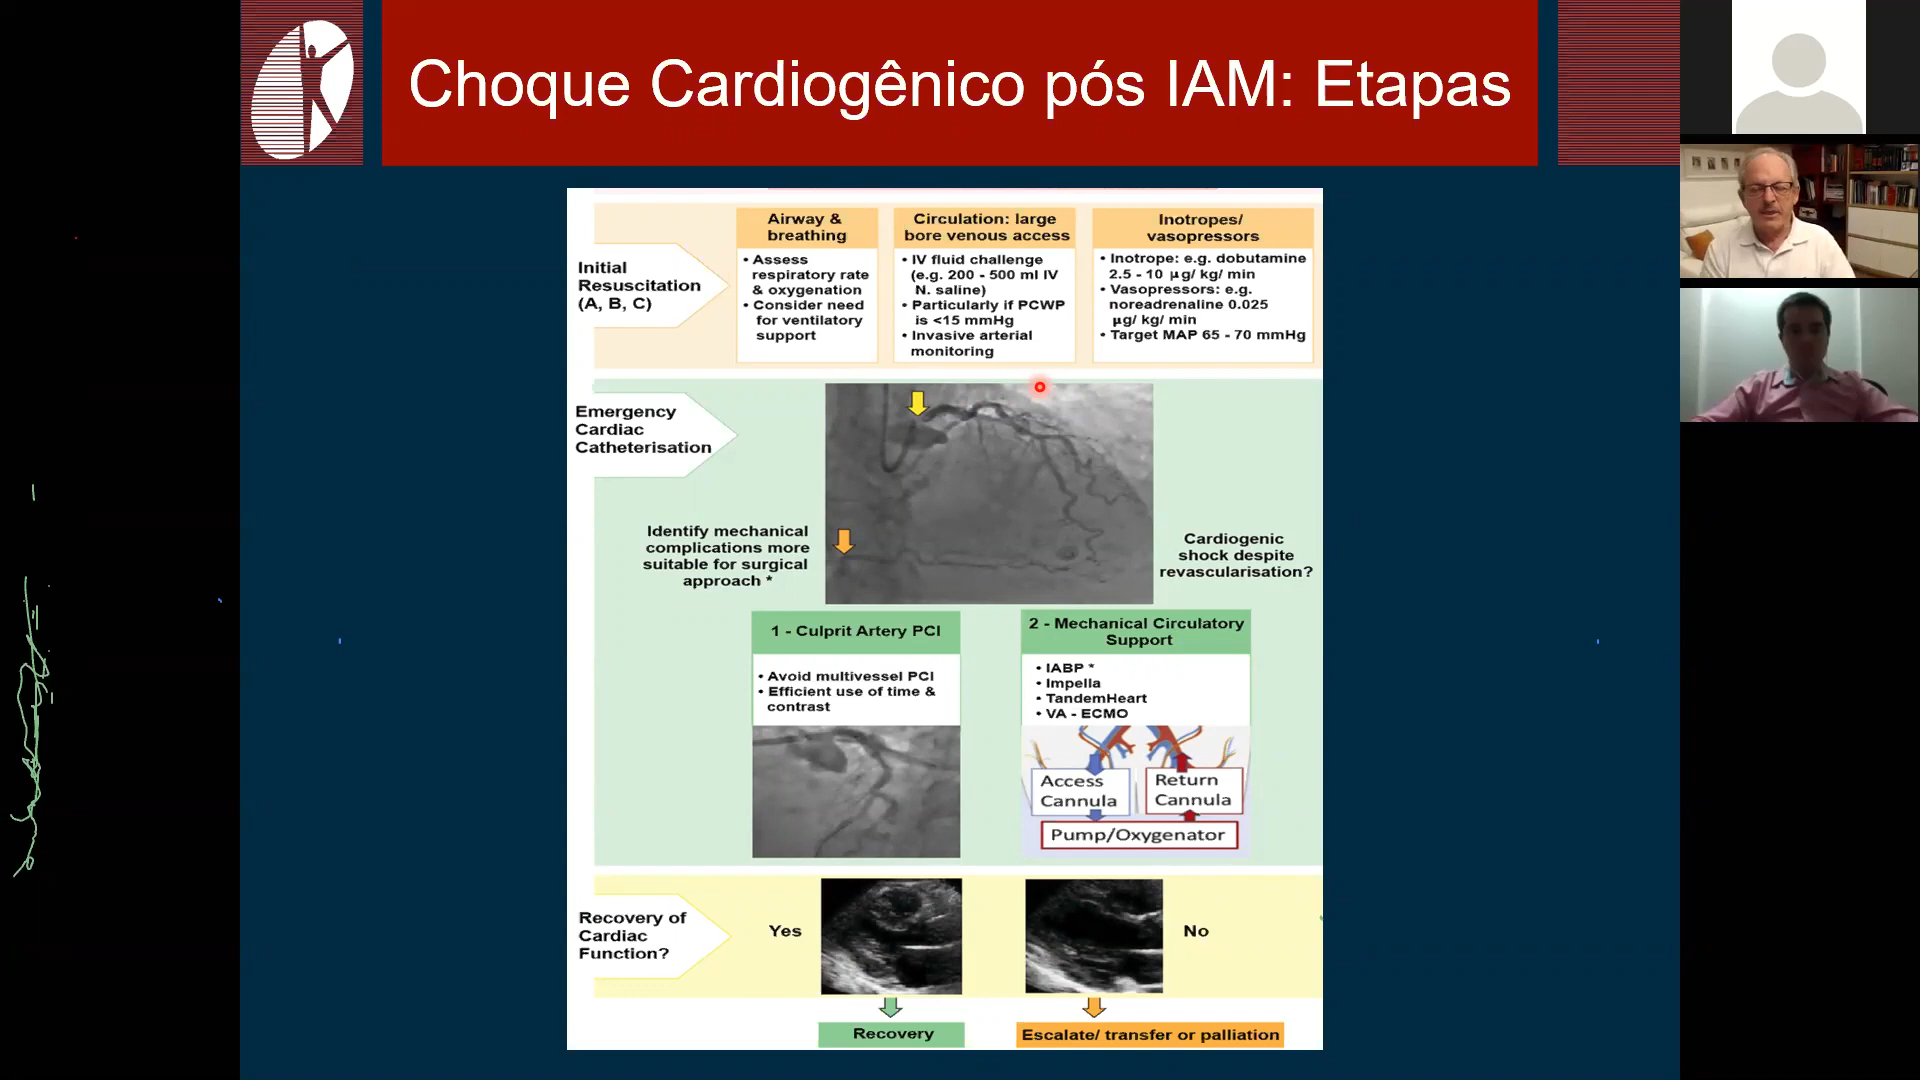 Choque Cardiogênico pós IAM: Etapas
Initial
Resuscitation
(A, B, C)
Airway &
breathing
• Assess
respiratory rate
& oxygenation
• Consider need
for ventilatory
support
Circulation: large
bore venous access
• IV fluid challenge
(e.g. 200 - 500 ml IV
N. saline)
• Particularly if PCWP
is <15 mmHg
• Invasive arterial
monitoring
Inotropes/
vasopressors
• Inotrope: e.g. dobutamine
2.5 - 10 µg/ kg/ min
• Vasopressors: e.g.
noreadrenaline 0.025
µg/ kg/ min
• Target MAP 65 - 70 mmHg
Emergency
Cardiac
Catheterisation
Identify mechanical
complications more
suitable for surgical
approach *
Cardiogenic
shock despite
revascularisation?
1 - Culprit Artery PCI
• Avoid multivessel PCI
• Efficient use of time &
contrast
2 - Mechanical Circulatory
Support
• IABP *
• Impella
• TandemHeart
• VA - ECMO
Access
Cannula
Return
Cannula
Pump/Oxygenator
Recovery of
Cardiac
Function?
Yes
No
Recovery
Escalate/ transfer or palliation